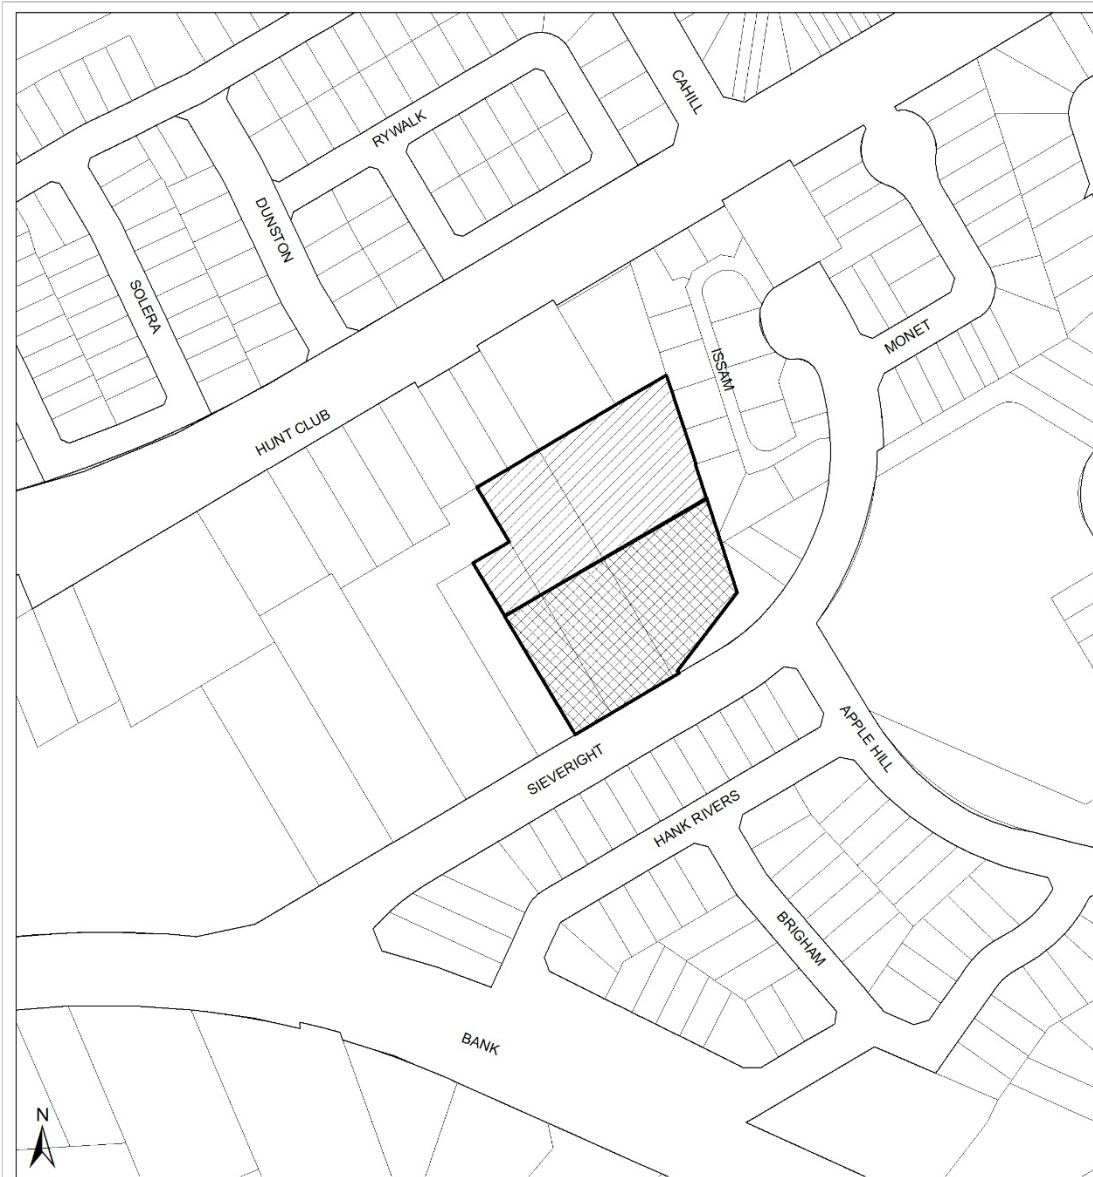 CAHILL
RYWALK
DUNSTON
SOLERA
MONET
ISSAM
HUNT CLUB
APPLE HILL
SIEVERIGHT
HANK RIVERS
BRIGHAM
BANK
N